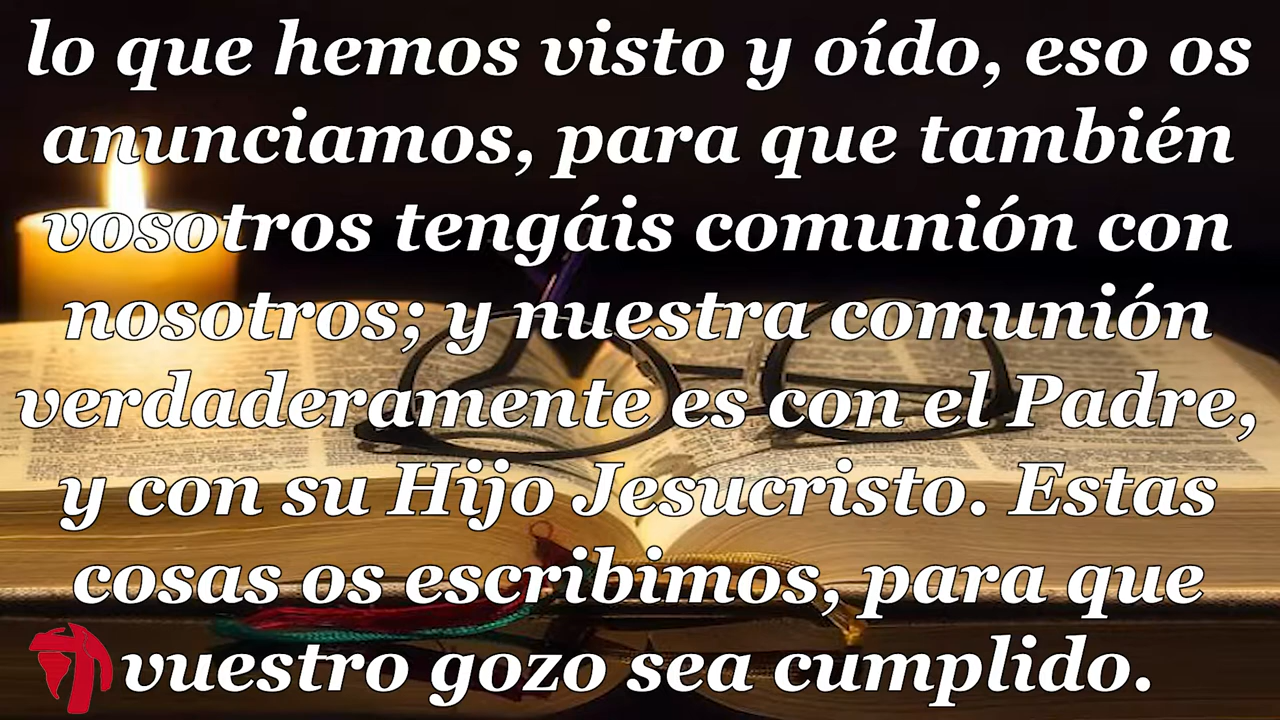 lo que hemos visto y oído, eso os
anunciamos, para que también
vosotros tengáis comunión con
nosotros; y nuestra comunión
verdaderamente es con el Padre,
y con su Hijo Jesucristo. Estas
cosas os escribimos, para que
vuestro gozo sea cumplido.